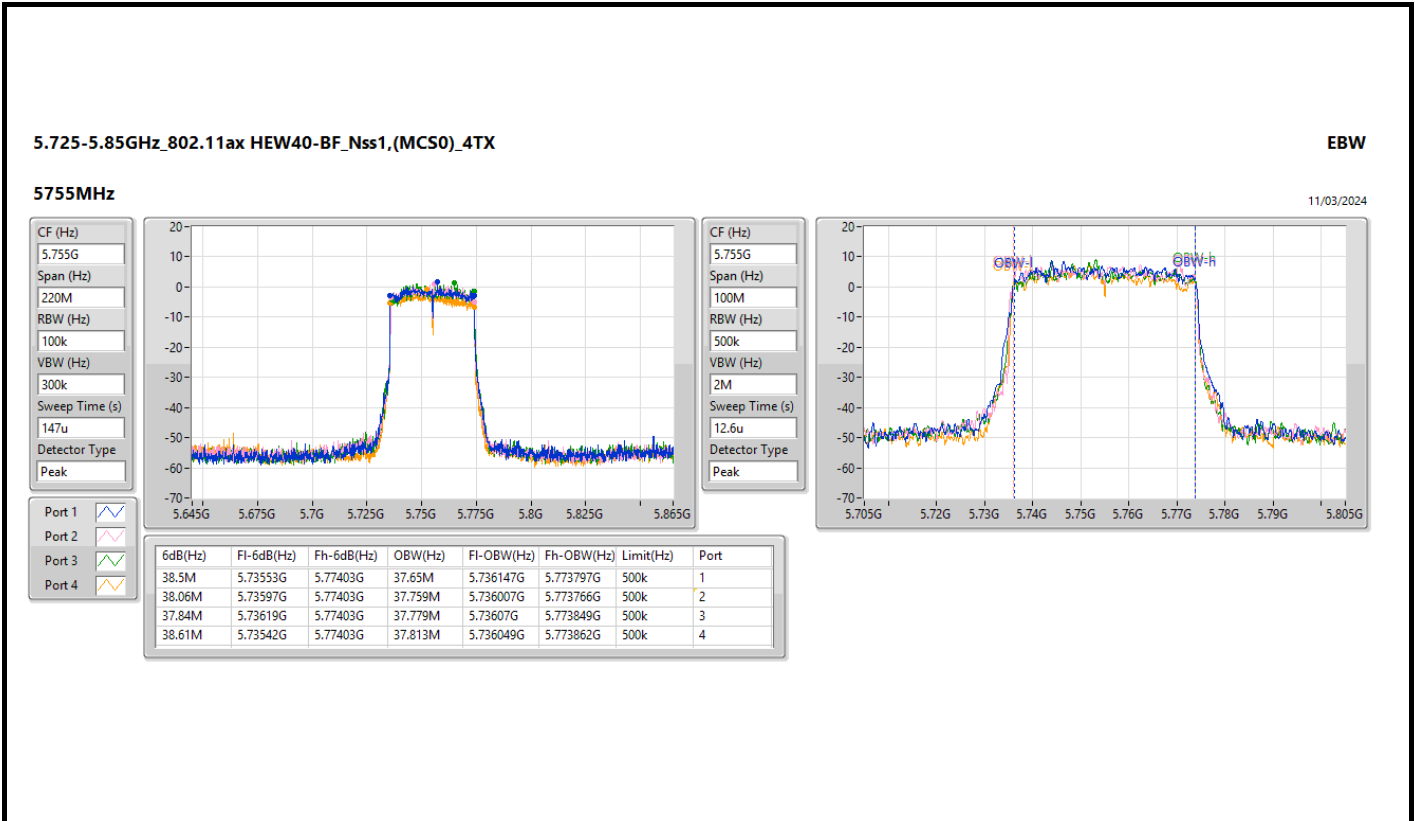 5.725-5.85GHz_802.11ax HEW40-BF_Nss1,(MCS0)_4TX
EBW
5755MHz
11/03/2024
CF (Hz)
5.755G
Span (Hz)
220M
RBW (Hz)
100k
VBW (Hz)
300k
Sweep Time (s)
147u
Detector Type
Peak
20
10
0
-10
-20
-30
-40
-50
-60
-70
5.645G 5.675G 5.7G 5.725G 5.75G 5.775G 5.8G 5.825G 5.865G
CF (Hz)
5.755G
Span (Hz)
100M
RBW (Hz)
500k
VBW (Hz)
2M
Sweep Time (s)
12.6u
Detector Type
Peak
20
10
0
-10
-20
-30
-40
-50
-60
-70
OBW-l
OBW-h
5.705G 5.72G 5.73G 5.74G 5.75G 5.76G 5.77G 5.78G 5.79G 5.805G
Port 1
Port 2
Port 3
Port 4
6dB(Hz) Fl-6dB(Hz) Fh-6dB(Hz) OBW(Hz) Fl-OBW(Hz) Fh-OBW(Hz) Limit(Hz) Port
38.5M 5.73553G 5.77403G 37.65M 5.736147G 5.773797G 500k 1
38.06M 5.73597G 5.77403G 37.759M 5.736007G 5.773766G 500k 2
37.84M 5.73619G 5.77403G 37.779M 5.73607G 5.773849G 500k 3
38.61M 5.73542G 5.77403G 37.813M 5.736049G 5.773862G 500k 4